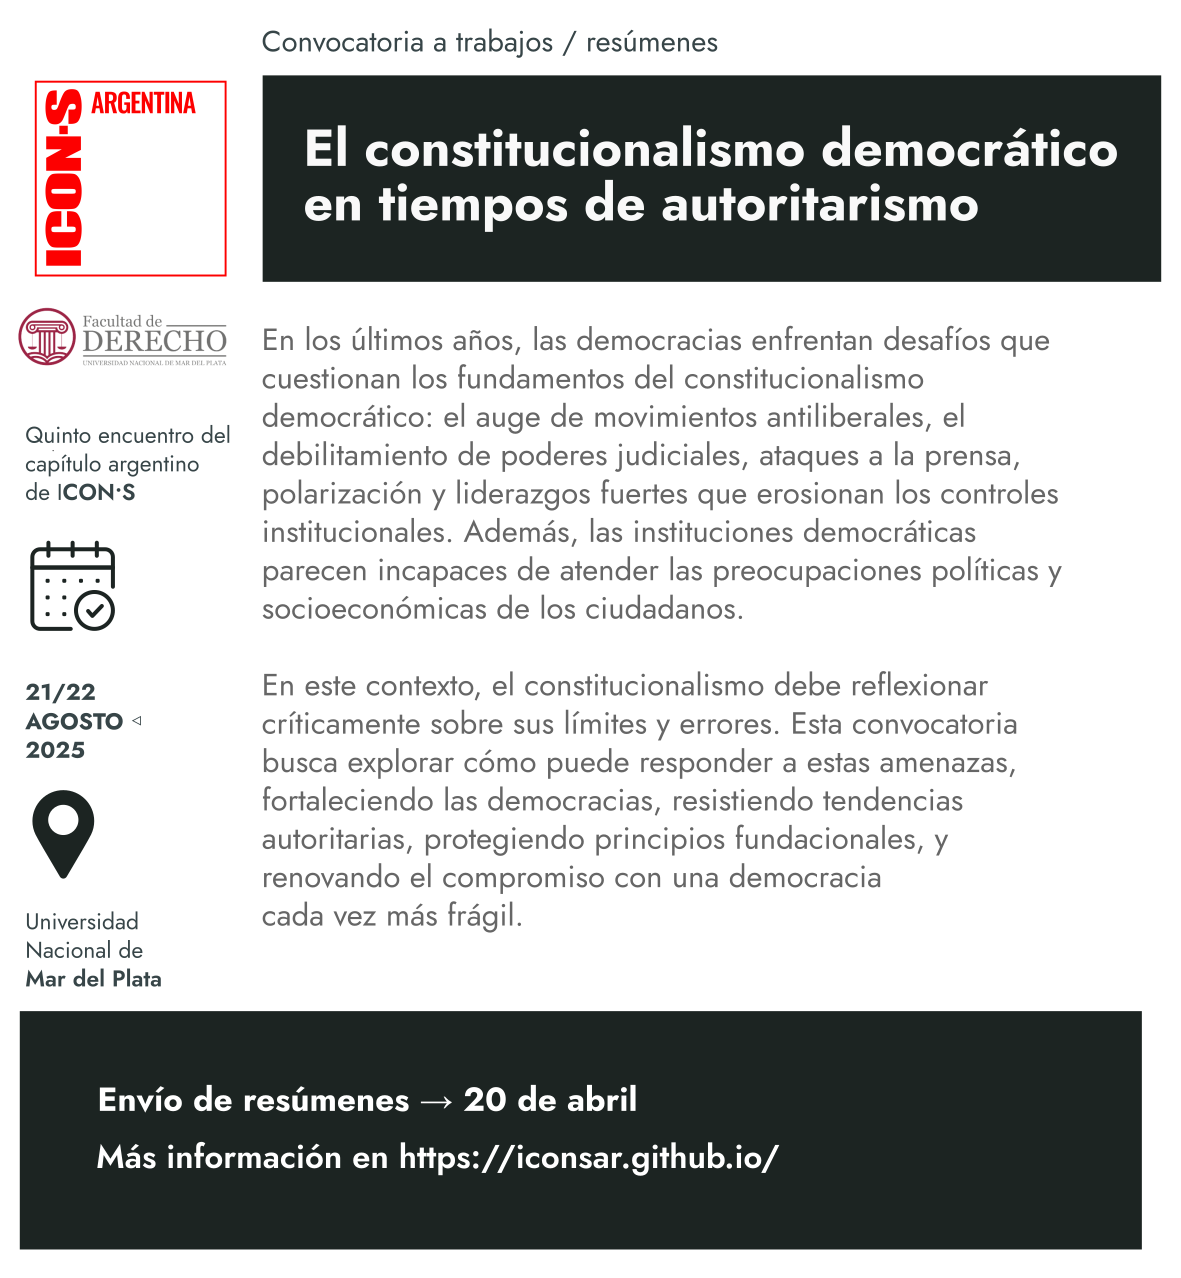 Convocatoria a trabajos / resúmenes
ICON·S
ARGENTINA
El constitucionalismo democrático
en tiempos de autoritarismo
Facultad de
DERECHO
UNIVERSIDAD NACIONAL DE MAR DEL PLATA
Quinto encuentro del
capítulo argentino
de ICON·S
21/22
AGOSTO
2025
Universidad
Nacional de
Mar del Plata
En los últimos años, las democracias enfrentan desafíos que
cuestionan los fundamentos del constitucionalismo
democrático: el auge de movimientos antiliberales, el
debilitamiento de poderes judiciales, ataques a la prensa,
polarización y liderazgos fuertes que erosionan los controles
institucionales. Además, las instituciones democráticas
parecen incapaces de atender las preocupaciones políticas y
socioeconómicas de los ciudadanos.
En este contexto, el constitucionalismo debe reflexionar
críticamente sobre sus límites y errores. Esta convocatoria
busca explorar cómo puede responder a estas amenazas,
fortaleciendo las democracias, resistiendo tendencias
autoritarias, protegiendo principios fundacionales, y
renovando el compromiso con una democracia
cada vez más frágil.
Envío de resúmenes → 20 de abril
Más información en https://iconsar.github.io/